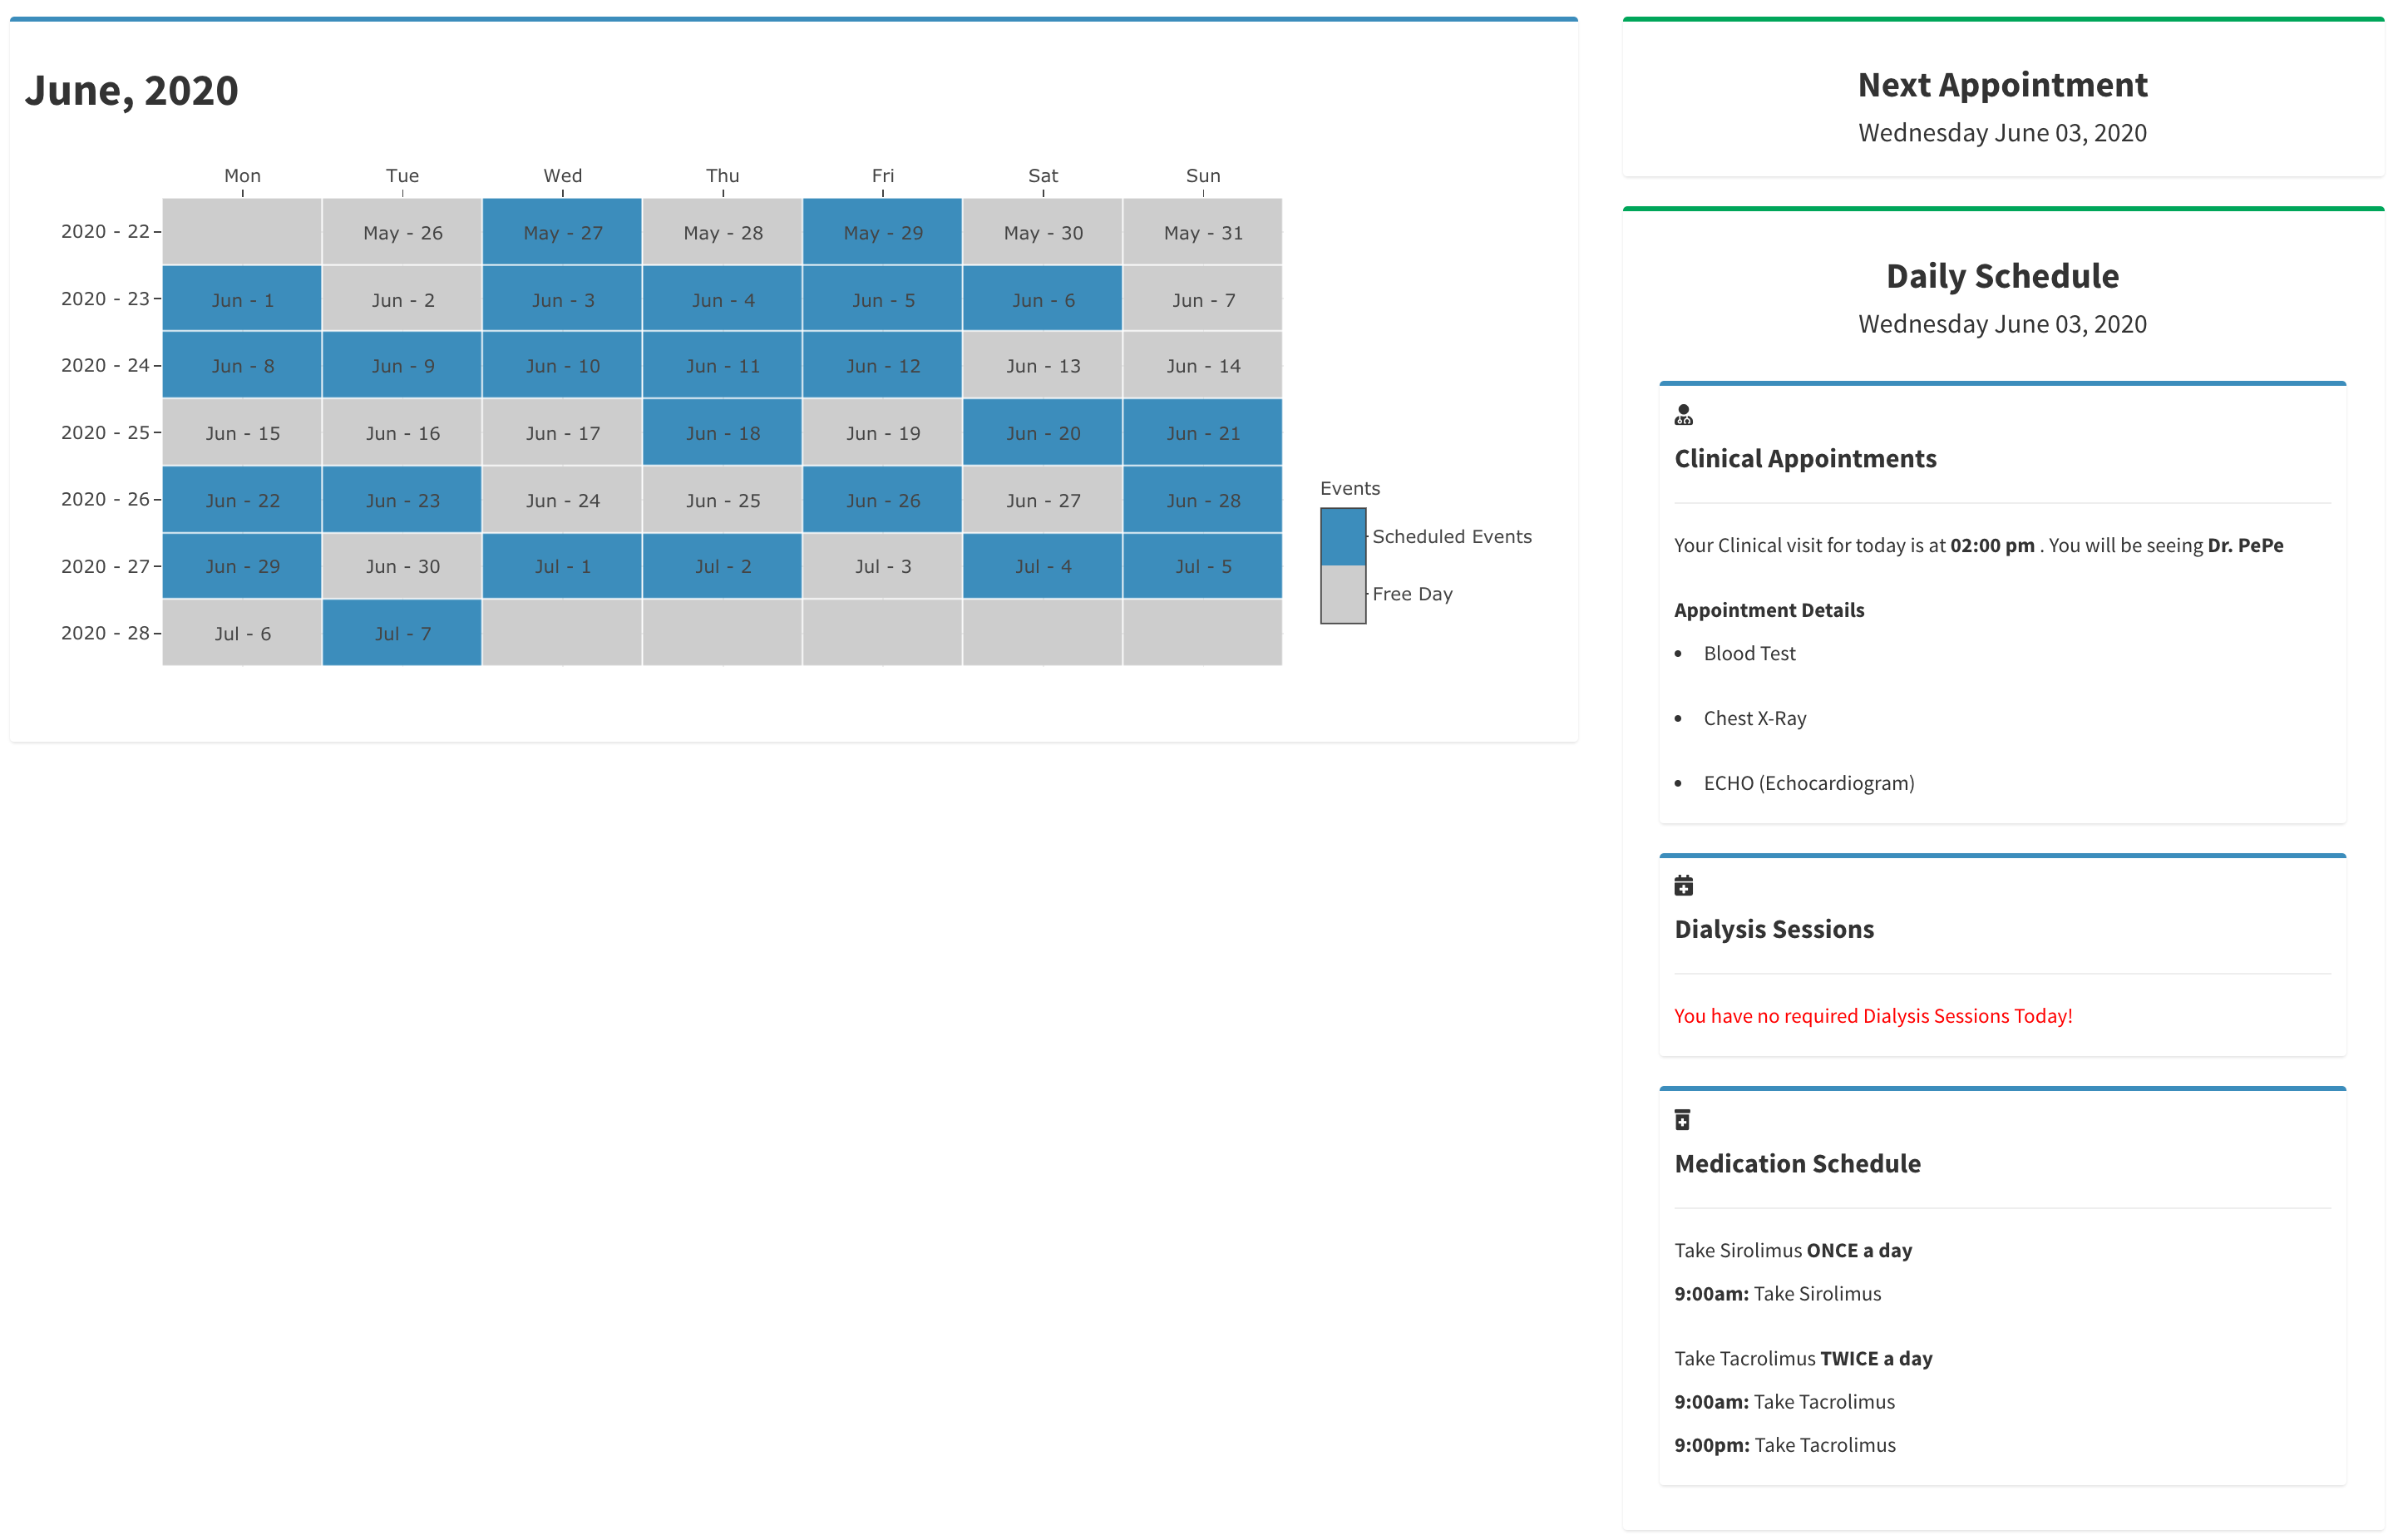 June, 2020
Mon Tue Wed Thu Fri Sat Sun
2020 - 22 May - 26 May - 27 May - 28 May - 29 May - 30 May - 31
2020 - 23 Jun - 1 Jun - 2 Jun - 3 Jun - 4 Jun - 5 Jun - 6 Jun - 7
2020 - 24 Jun - 8 Jun - 9 Jun - 10 Jun - 11 Jun - 12 Jun - 13 Jun - 14
2020 - 25 Jun - 15 Jun - 16 Jun - 17 Jun - 18 Jun - 19 Jun - 20 Jun - 21
2020 - 26 Jun - 22 Jun - 23 Jun - 24 Jun - 25 Jun - 26 Jun - 27 Jun - 28
2020 - 27 Jun - 29 Jun - 30 Jul - 1 Jul - 2 Jul - 3 Jul - 4 Jul - 5
2020 - 28 Jul - 6 Jul - 7
Events
Scheduled Events
Free Day
Next Appointment
Wednesday June 03, 2020
Daily Schedule
Wednesday June 03, 2020
Clinical Appointments
Your Clinical visit for today is at 02:00 pm . You will be seeing Dr. PePe
Appointment Details
• Blood Test
• Chest X-Ray
• ECHO (Echocardiogram)
Dialysis Sessions
You have no required Dialysis Sessions Today!
Medication Schedule
Take Sirolimus ONCE a day
9:00am: Take Sirolimus
Take Tacrolimus TWICE a day
9:00am: Take Tacrolimus
9:00pm: Take Tacrolimus